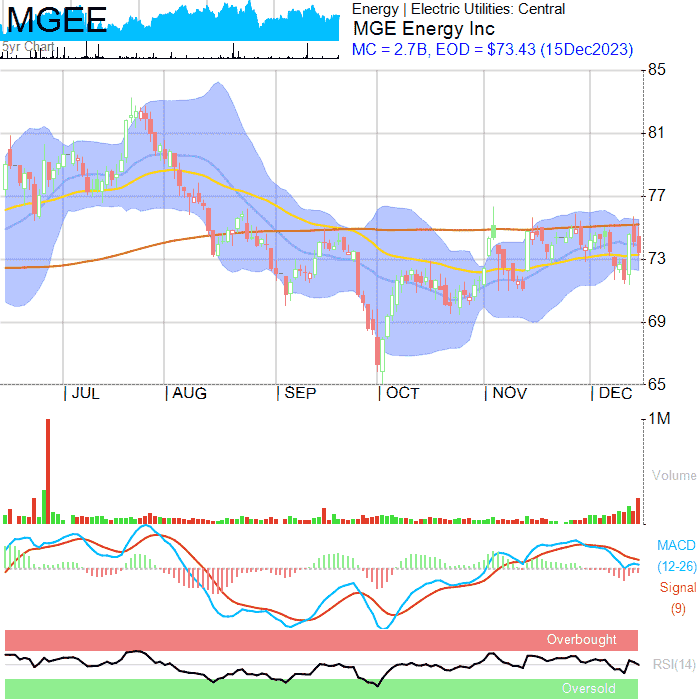 MGEE
5yr Chart
Energy | Electric Utilities: Central
MGE Energy Inc
MC = 2.7B, EOD = $73.43 (15Dec2023)
85
81
77
73
69
65
| JUL | AUG | SEP | OCT | NOV | DEC
1M
Volume
MACD
(12-26)
Signal
(9)
Overbought
RSI(14)
Oversold